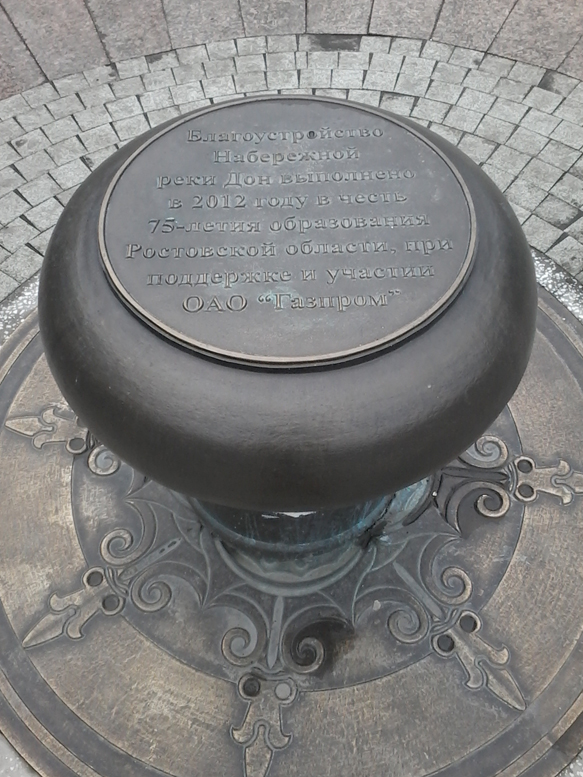 Благоустройство
Набережной
реки Дон выполнено
в 2012 году в честь
75-летия образования
Ростовской области, при
поддержке и участии
ОАО “Газпром”